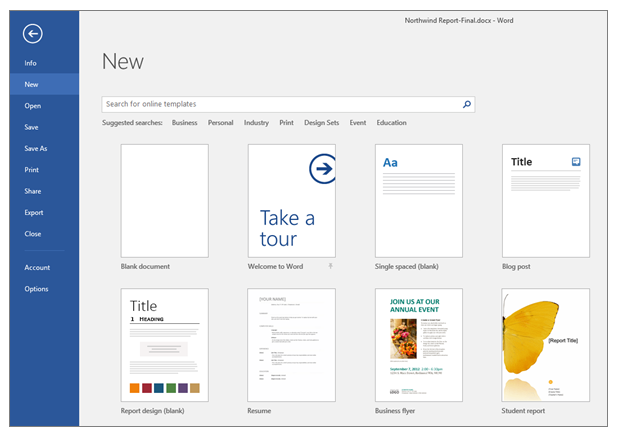 Northwind Report-Final.docx - Word
Info
New
Open
Save
Save As
Print
Share
Export
Close
Account
Options
New
Search for online templates
Suggested searches: Business Personal Industry Print Design Sets Event Education
Take a
tour
Aa
Title
Blank document
Welcome to Word
Single spaced (blank)
Blog post
Title
1 HEADING
[YOUR NAME]
JOIN US AT OUR
ANNUAL EVENT
[Report Title]
Report design (blank)
Resume
Business flyer
Student report